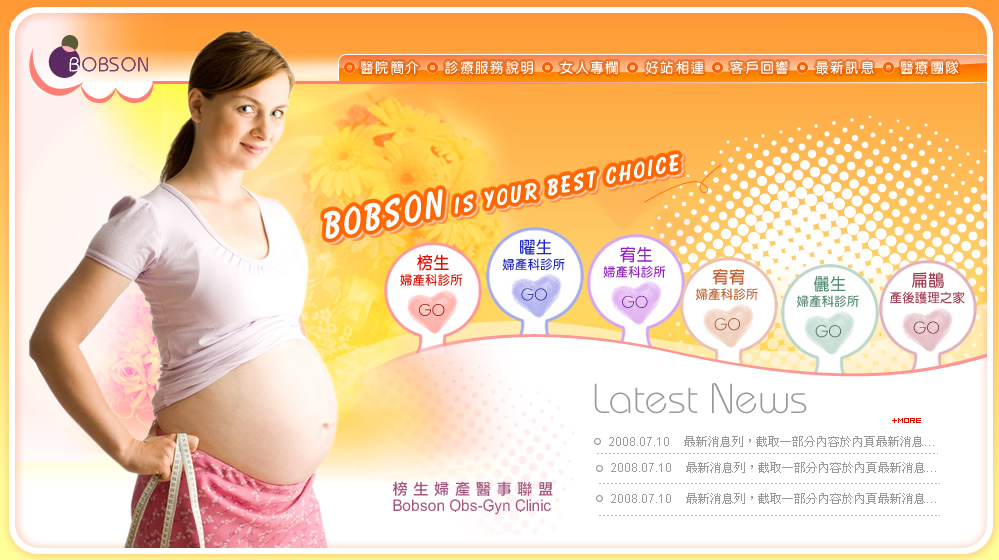 BOBSON
醫院簡介
診療服務說明
女人專欄
好站相連
客戶回響
最新訊息
醫療團隊
BOBSON IS YOUR BEST CHOICE
榜生
婦產科診所
GO
曜生
婦產科診所
GO
宥生
婦產科診所
GO
宥宥
婦產科診所
GO
儷生
婦產科診所
GO
扁鵲
產後護理之家
GO
Latest News
+MORE
2008.07.10 最新消息列，截取一部分內容於內頁最新消息...
2008.07.10 最新消息列，截取一部分內容於內頁最新消息...
2008.07.10 最新消息列，截取一部分內容於內頁最新消息...
榜生婦產醫事聯盟
Bobson Obs-Gyn Clinic